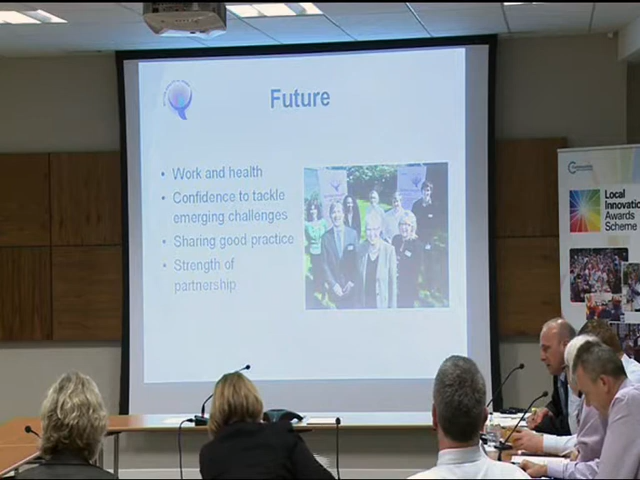 Future
• Work and health
• Confidence to tackle
emerging challenges
• Sharing good practice
• Strength of
partnership
Local
Innovation
Awards
Scheme